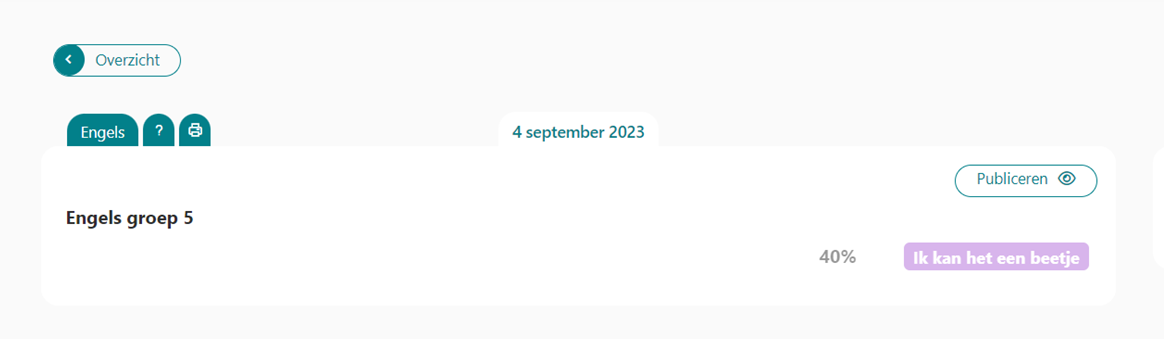 Overzicht
Engels ?
4 september 2023
Publiceren
Engels groep 5
40% Ik kan het een beetje